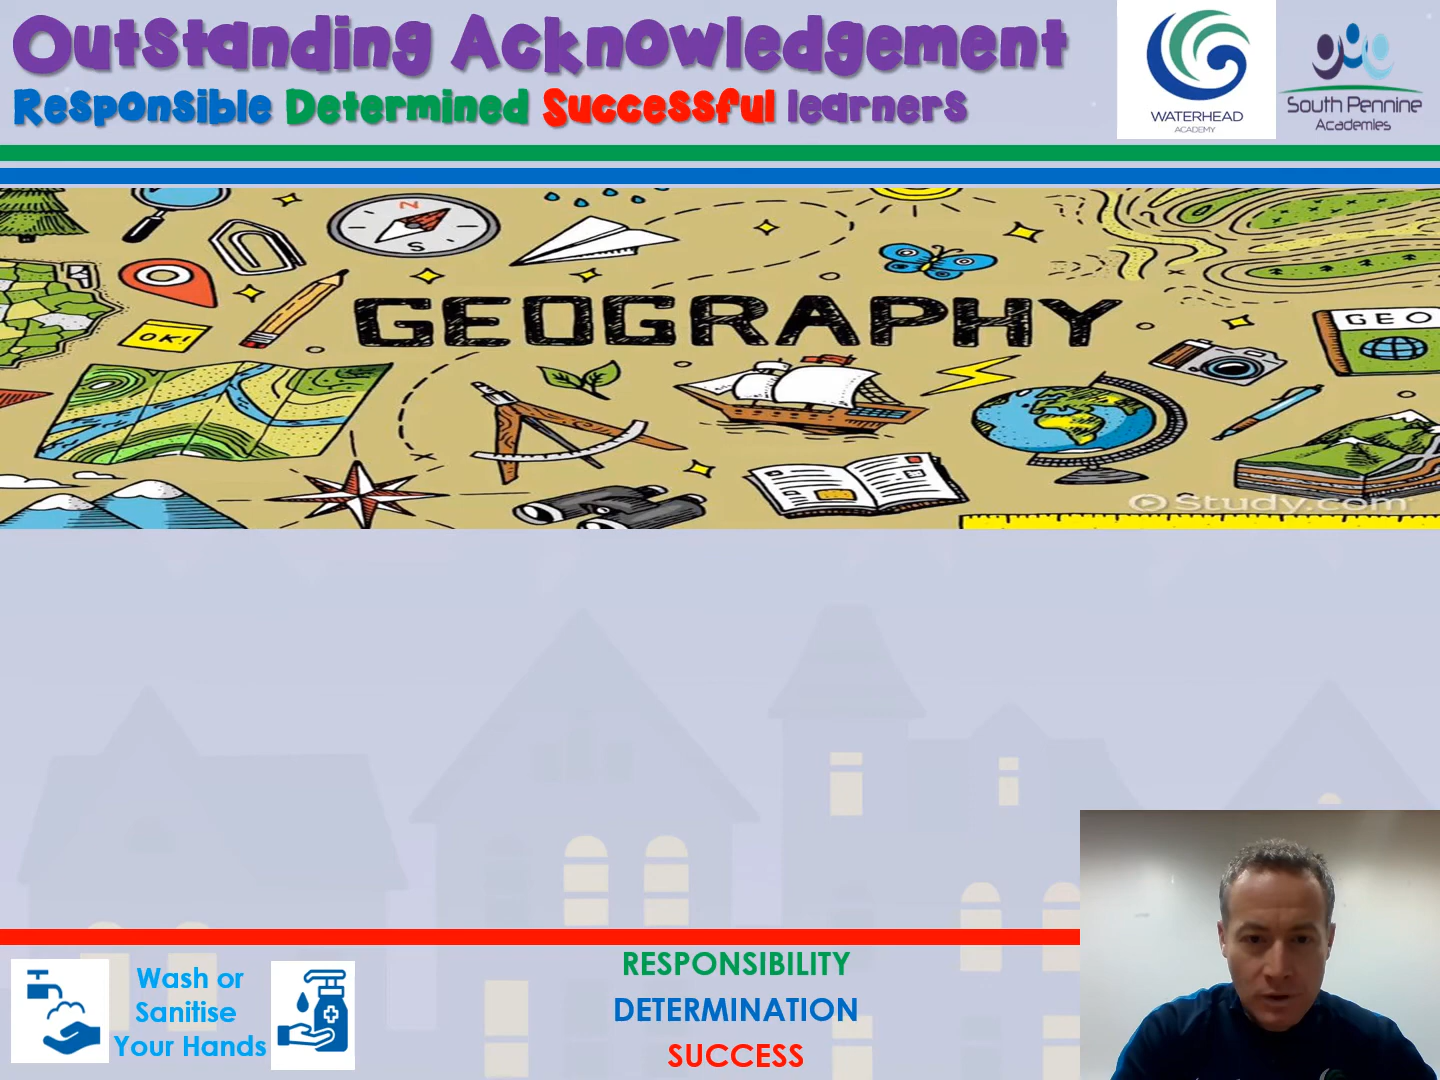 Outstanding Acknowledgement
Responsible Determined Successful learners
WATERHEAD
ACADEMY
South Pennine
Academies
N
S
OK!
GEOGRAPHY
GEO
Study.com
Wash or
Sanitise
Your Hands
RESPONSIBILITY
DETERMINATION
SUCCESS